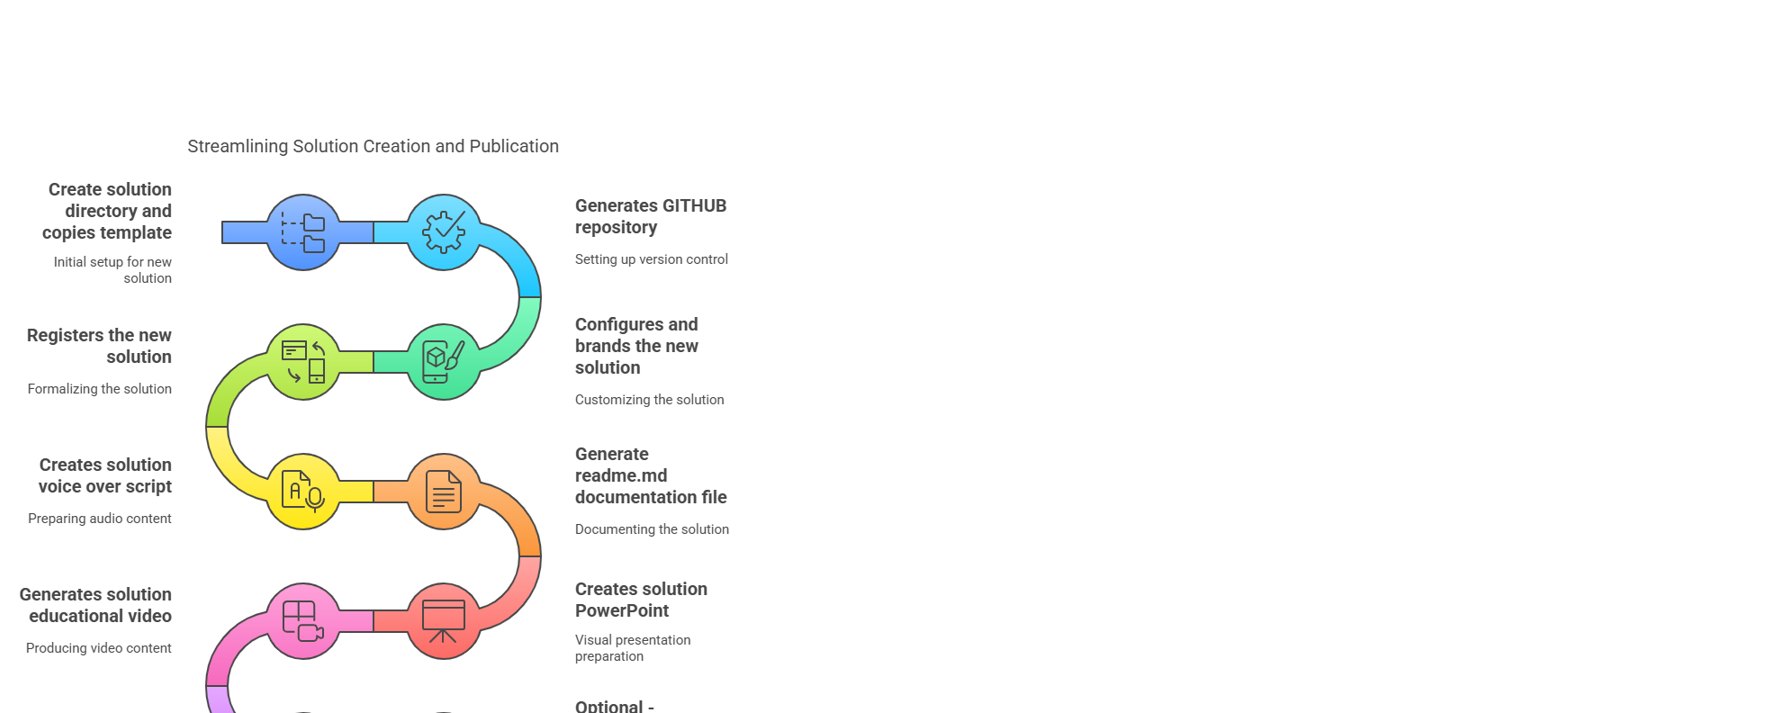 Streamlining Solution Creation and Publication
Create solution
directory and
copies template
Initial setup for new
solution
Generates GITHUB
repository
Setting up version control
Configures and
brands the new
solution
Customizing the solution
Registers the new
solution
Formalizing the solution
Creates solution
voice over script
Preparing audio content
Generate
readme.md
documentation file
Documenting the solution
Creates solution
PowerPoint
Visual presentation
preparation
Generates solution
educational video
Producing video content
Optional -